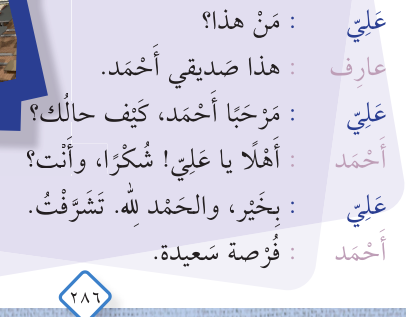 عَلِيّ : مَنْ هذا؟
عارِف : هذا صَديقي أَحْمَد.
عَلِيّ : مَرْحَبًا أَحْمَد، كَيْف حالُك؟
أَحْمَد : أَهْلًا يا عَلِيّ! شُكْرًا، وأَنْت؟
عَلِيّ : بِخَيْر، والحَمْد لله. تَشَرَّفْتُ.
أَحْمَد : فُرْصة سَعيدة.
٢٨٦